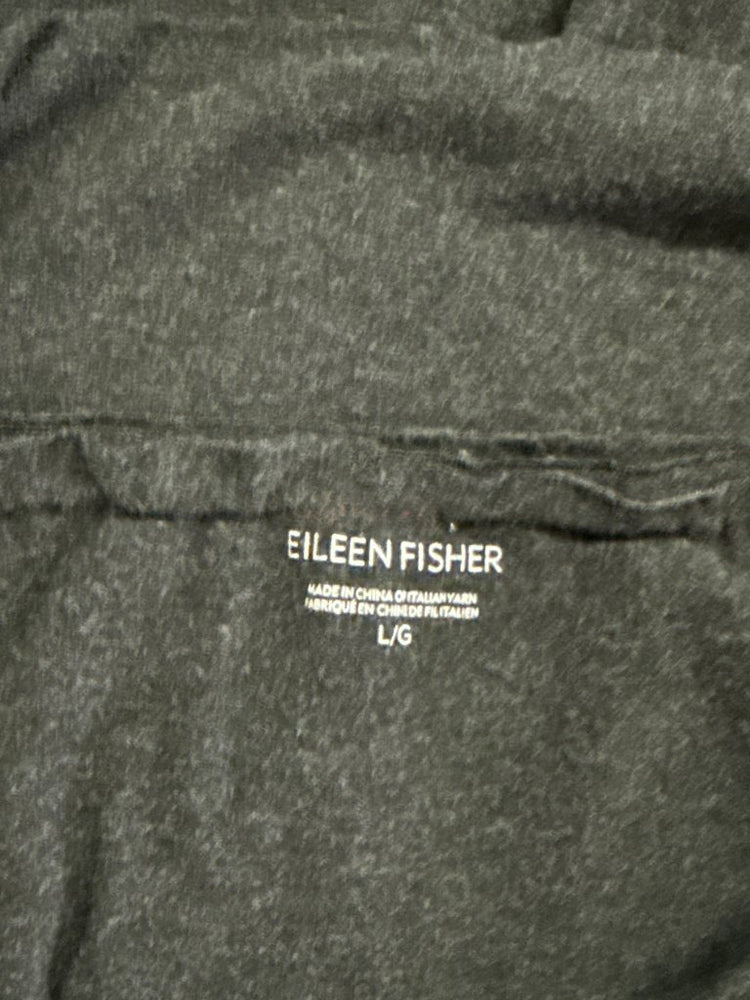 EILEEN FISHER
MADE IN CHINA OF ITALIAN YARN
FABRIQUÉ EN CHINE DE FIL ITALIEN
L/G